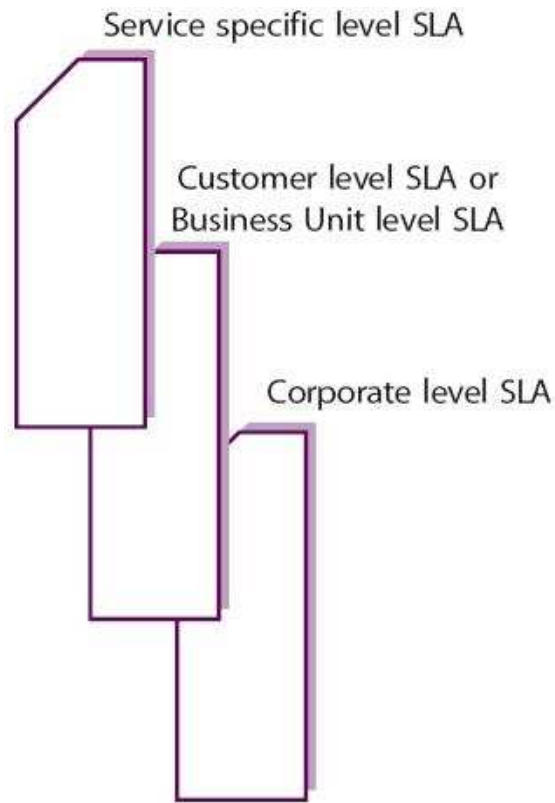 Service specific level SLA
Customer level SLA or
Business Unit level SLA
Corporate level SLA